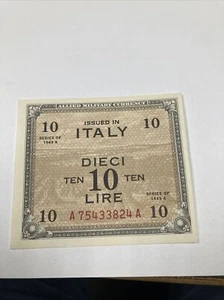 ALLIED MILITARY CURRENCY
10 ISSUED IN 10
ITALY
SERIES OF
1943 A
DIECI
TEN 10 TEN
LIRE
SERIES OF
1943 A
10 10
A 75433824 A